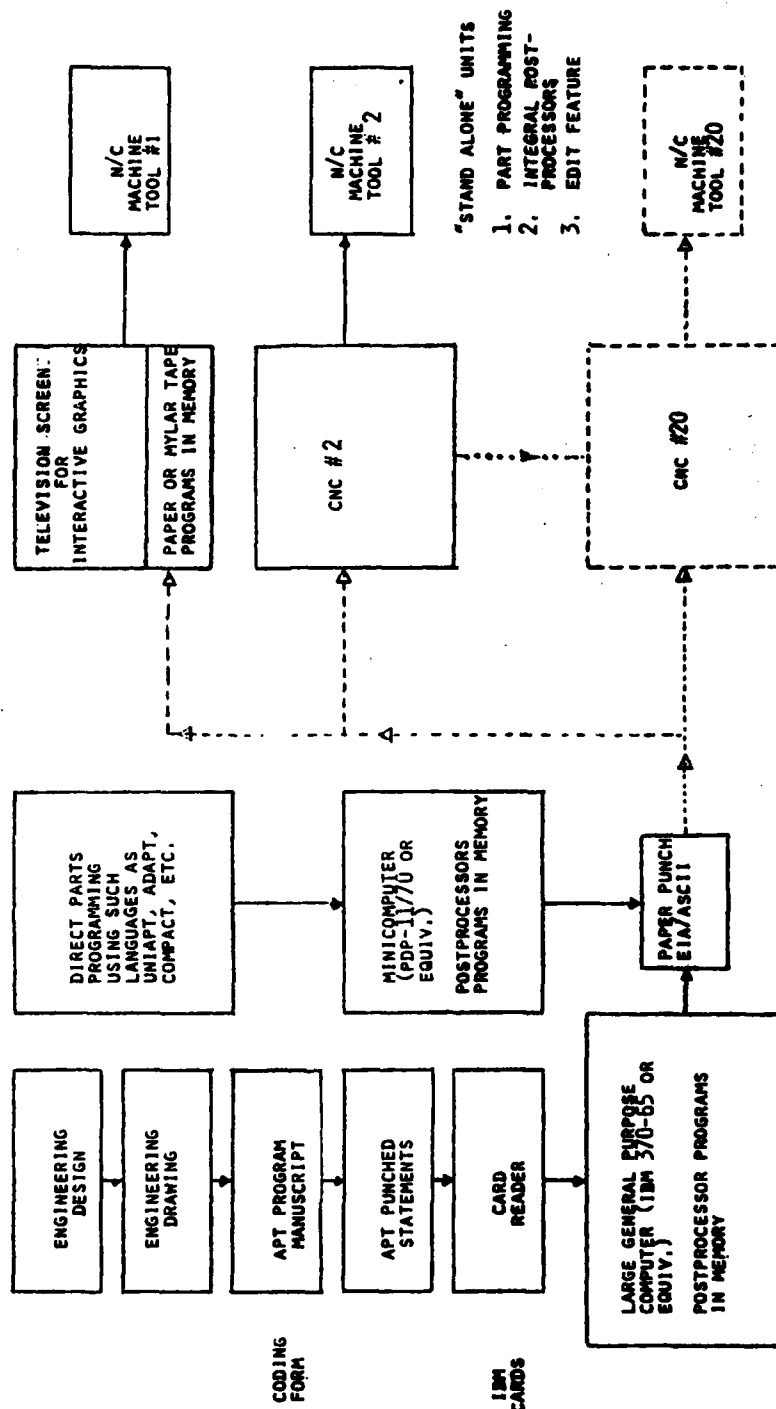 ENGINEERING
DESIGN
ENGINEERING
DRAWING
CODING
FORM
APT PROGRAM
MANUSCRIPT
APT PUNCHED
STATEMENTS
IBM
CARDS
CARD
READER
LARGE GENERAL PURPOSE
COMPUTER (IBM 370-65 OR
EQUIV.)
POSTPROCESSOR PROGRAMS
IN MEMORY
DIRECT PARTS
PROGRAMMING
USING SUCH
LANGUAGES AS
UNIAPT, ADAPT,
COMPACT, ETC.
MINICOMPUTER
(PDP-11/70 OR
EQUIV.)
POSTPROCESSORS
PROGRAMS IN MEMORY
PAPER PUNCH
EIA/ASCII
TELEVISION SCREEN
FOR
INTERACTIVE GRAPHICS
PAPER OR MYLAR TAPE
PROGRAMS IN MEMORY
N/C
MACHINE
TOOL #1
CNC #2
N/C
MACHINE
TOOL #2
"STAND ALONE" UNITS
1. PART PROGRAMMING
2. INTEGRAL POST-
PROCESSORS
3. EDIT FEATURE
CNC #20
N/C
MACHINE
TOOL #20